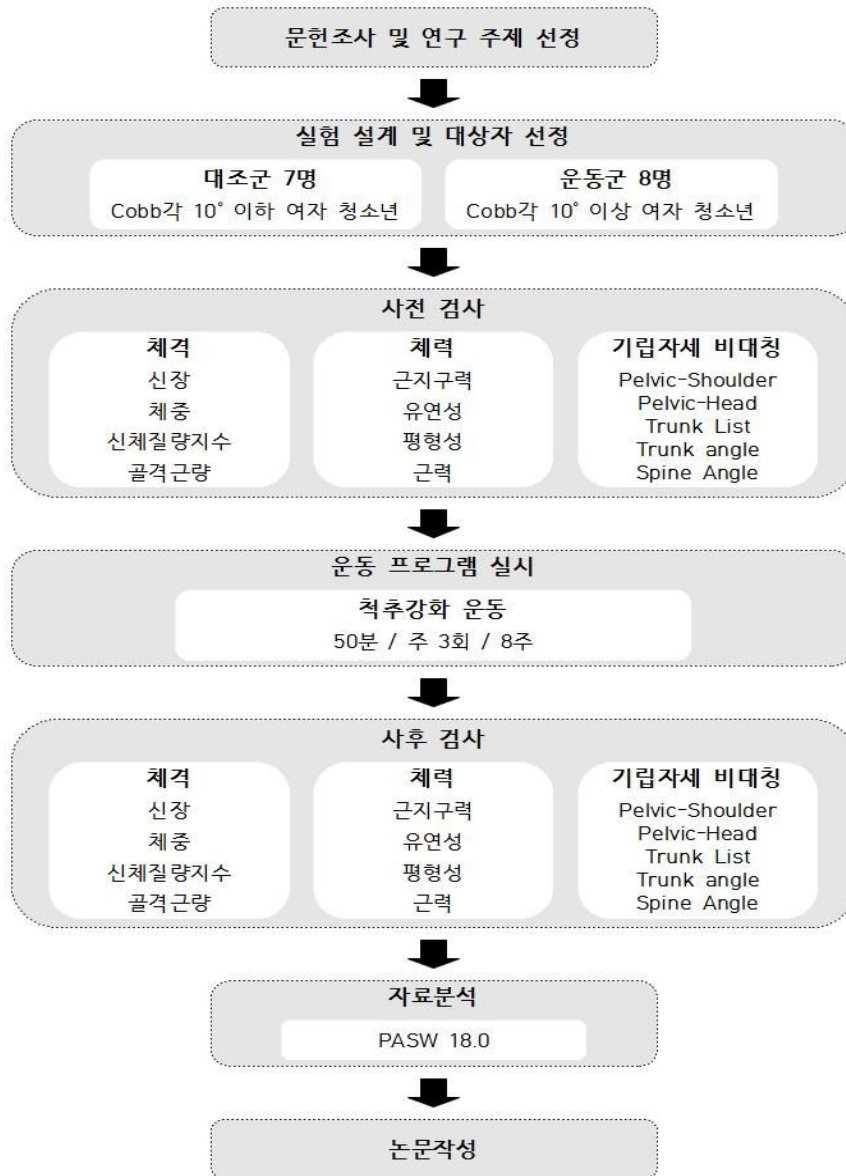 문헌조사 및 연구 주제 선정
실험 설계 및 대상자 선정
대조군 7명
Cobb각 10° 이하 여자 청소년
운동군 8명
Cobb각 10° 이상 여자 청소년
사전 검사
체격
신장
체중
신체질량지수
골격근량
체력
근지구력
유연성
평형성
근력
기립자세 비대칭
Pelvic-Shoulder
Pelvic-Head
Trunk List
Trunk angle
Spine Angle
운동 프로그램 실시
척추강화 운동
50분 / 주 3회 / 8주
사후 검사
체격
신장
체중
신체질량지수
골격근량
체력
근지구력
유연성
평형성
근력
기립자세 비대칭
Pelvic-Shoulder
Pelvic-Head
Trunk List
Trunk angle
Spine Angle
자료분석
PASW 18.0
논문작성